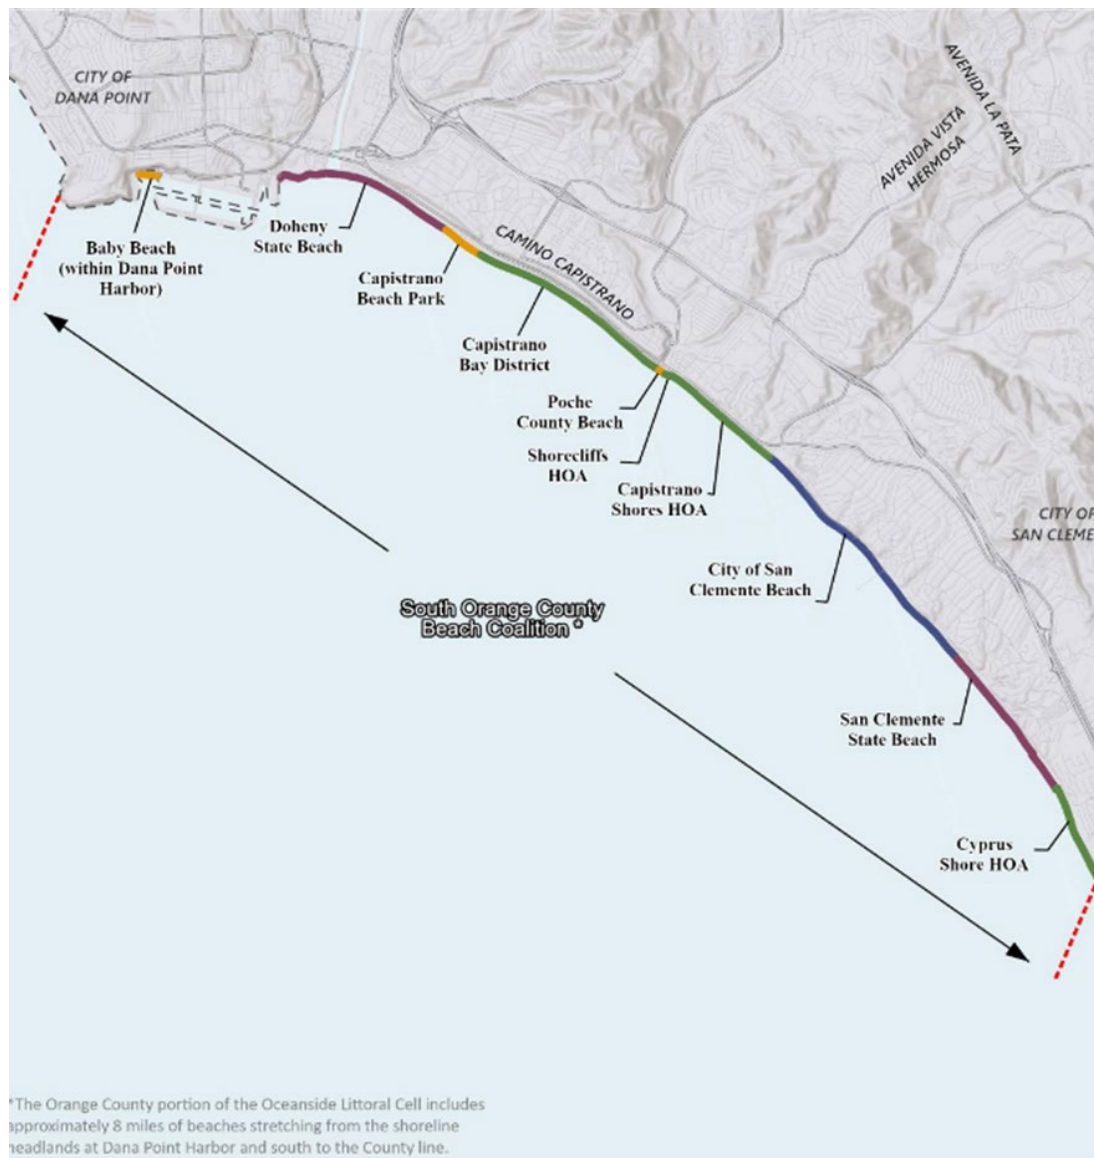 CITY OF
DANA POINT
AVENIDA LA PATA
AVENIDA VISTA
HERMOSA
Baby Beach
(within Dana Point
Harbor)
Doheny
State Beach
CAMINO CAPISTRANO
Capistrano
Beach Park
Capistrano
Bay District
Poche
County Beach
Shorecliffs
HOA
Capistrano
Shores HOA
CITY OF
SAN CLEME
City of San
Clemente Beach
South Orange County
Beach Coalition *
San Clemente
State Beach
Cyprus
Shore HOA
*The Orange County portion of the Oceanside Littoral Cell includes
approximately 8 miles of beaches stretching from the shoreline
headlands at Dana Point Harbor and south to the County line.